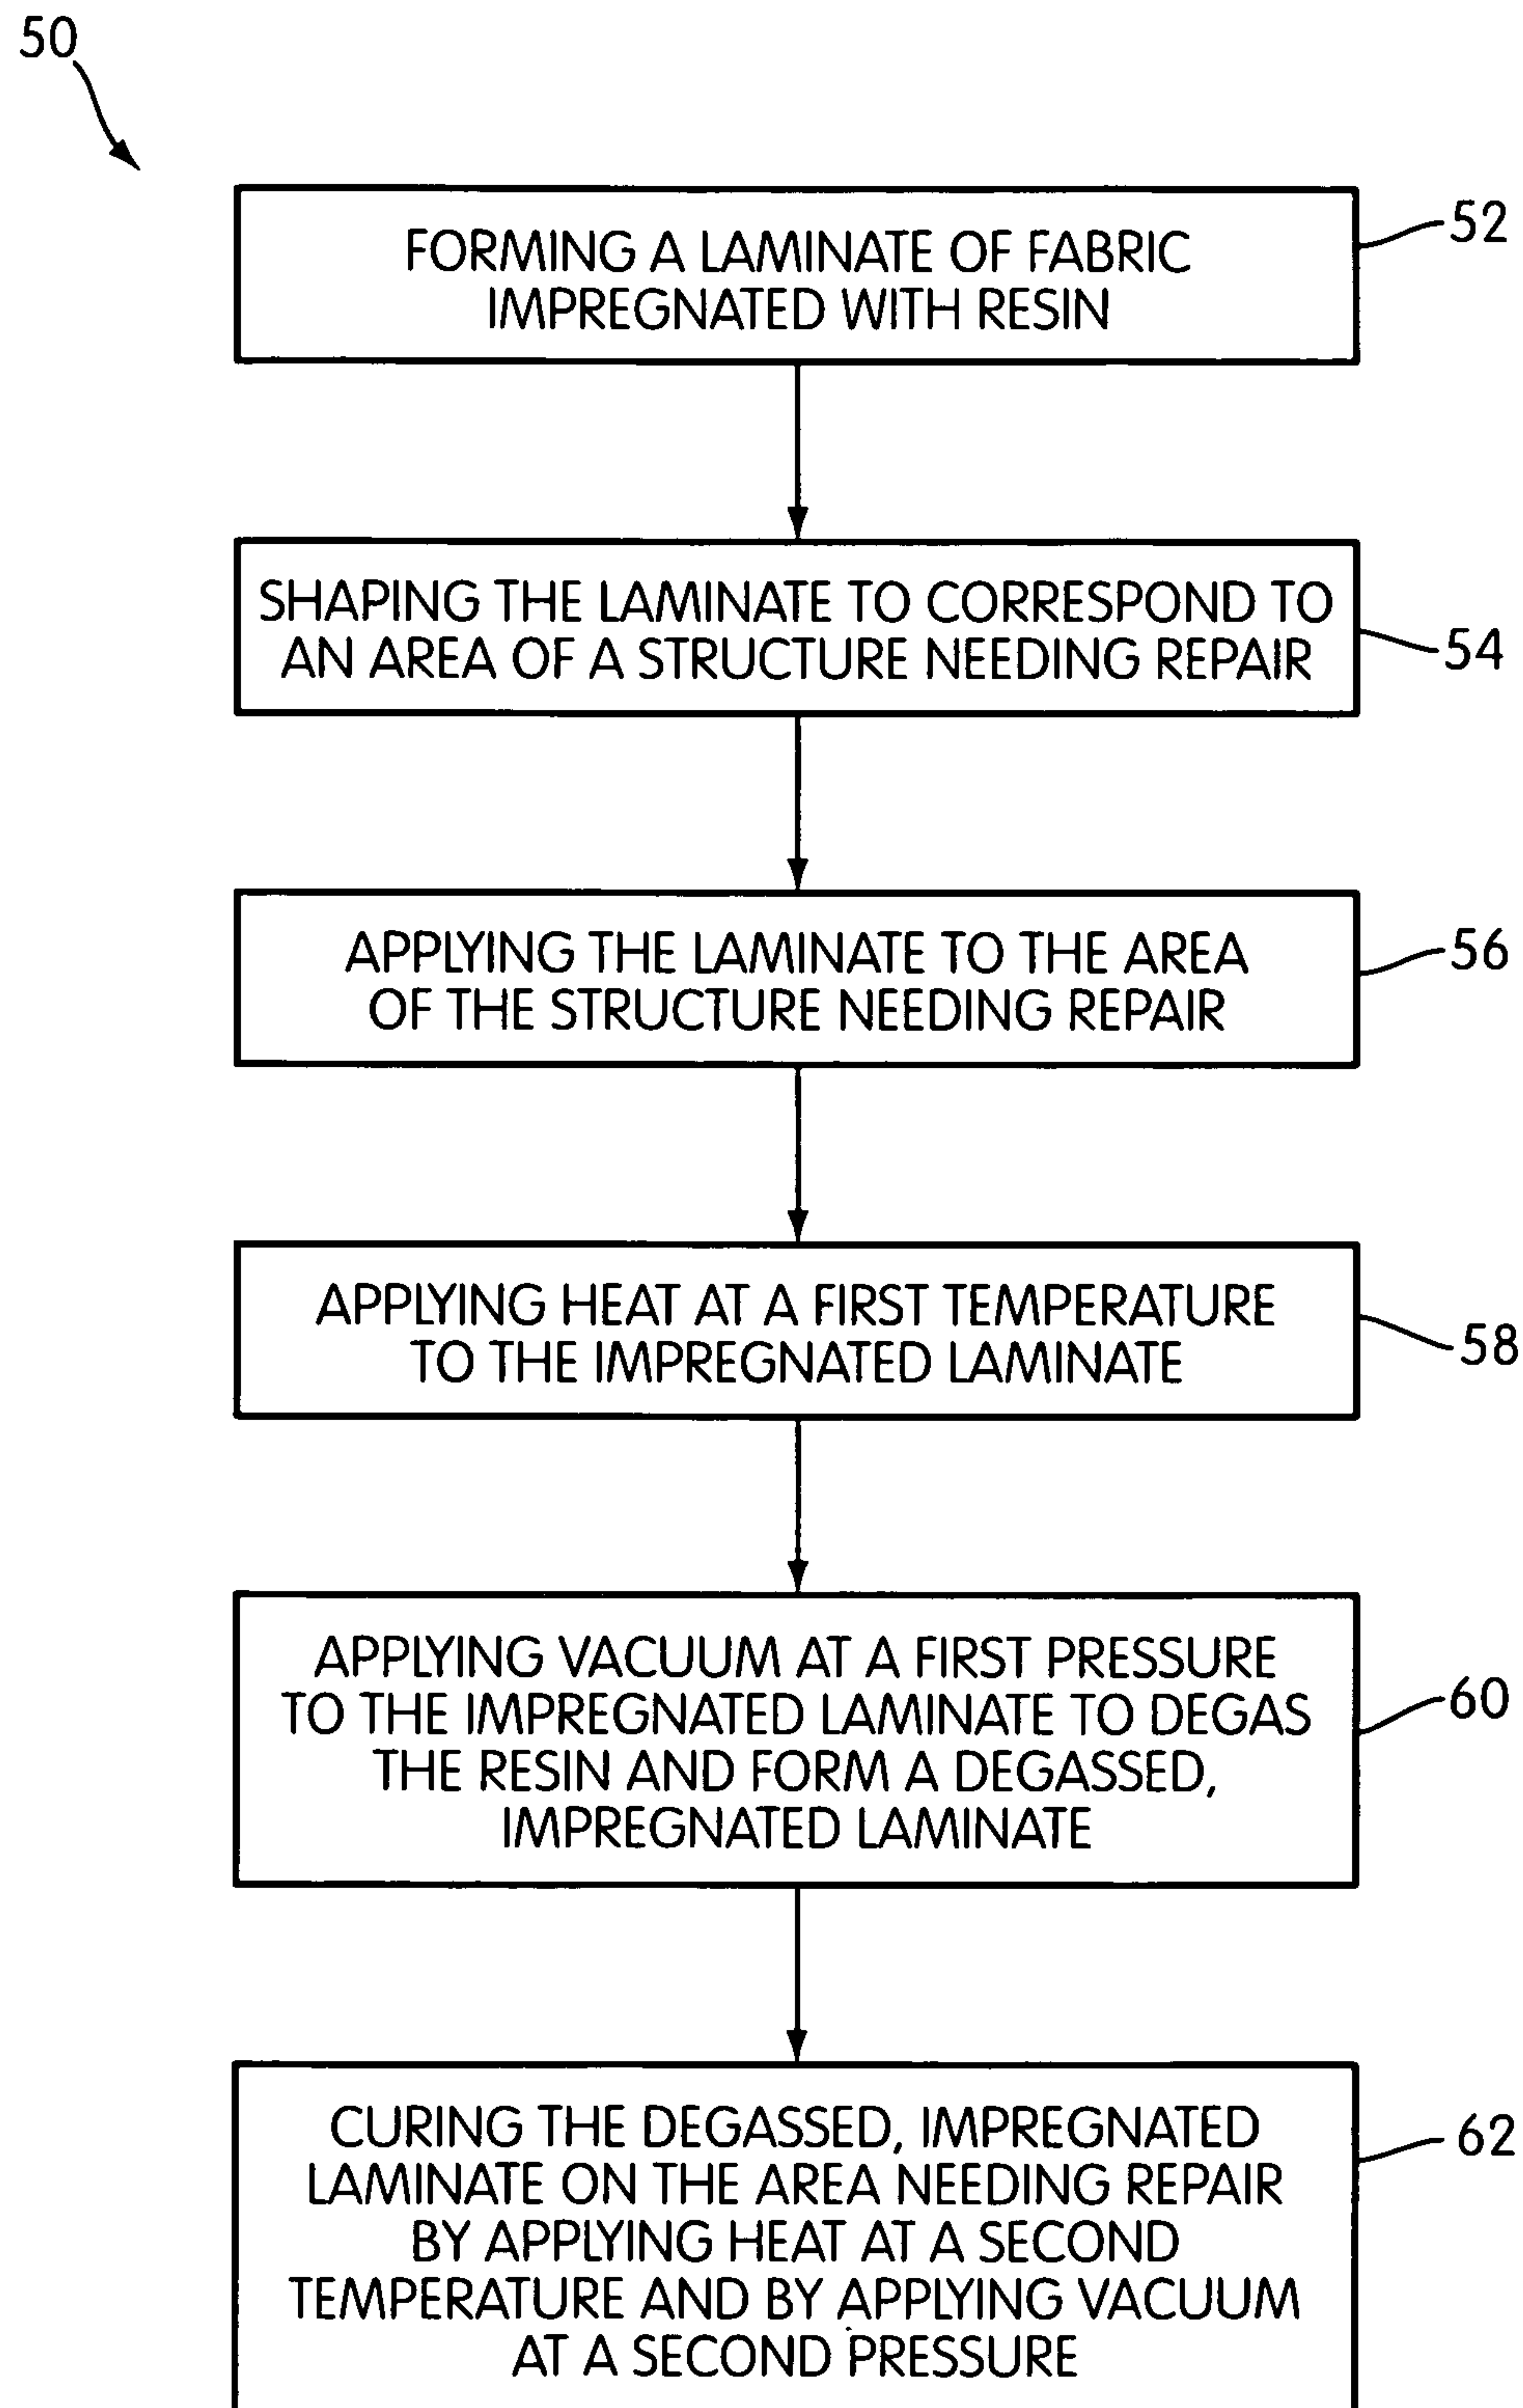 50
FORMING A LAMINATE OF FABRIC
IMPREGNATED WITH RESIN
52
SHAPING THE LAMINATE TO CORRESPOND TO
AN AREA OF A STRUCTURE NEEDING REPAIR
54
APPLYING THE LAMINATE TO THE AREA
OF THE STRUCTURE NEEDING REPAIR
56
APPLYING HEAT AT A FIRST TEMPERATURE
TO THE IMPREGNATED LAMINATE
58
APPLYING VACUUM AT A FIRST PRESSURE
TO THE IMPREGNATED LAMINATE TO DEGAS
THE RESIN AND FORM A DEGASSED,
IMPREGNATED LAMINATE
60
CURING THE DEGASSED, IMPREGNATED
LAMINATE ON THE AREA NEEDING REPAIR
BY APPLYING HEAT AT A SECOND
TEMPERATURE AND BY APPLYING VACUUM
AT A SECOND PRESSURE
62